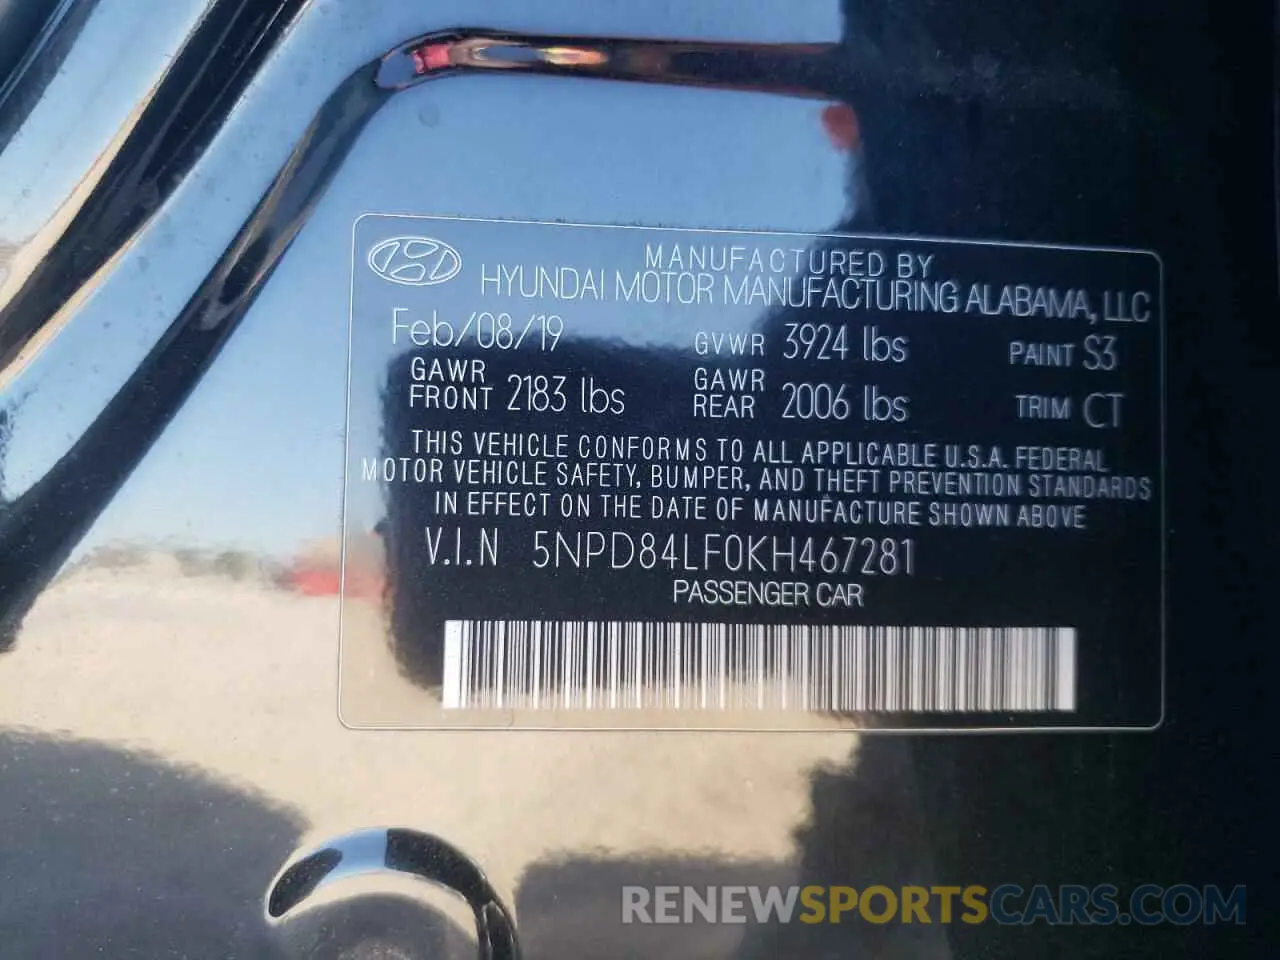 MANUFACTURED BY
HYUNDAI MOTOR MANUFACTURING ALABAMA, LLC
Feb/08/19 GVWR 3924 lbs PAINT S3
GAWR FRONT 2183 lbs GAWR REAR 2006 lbs TRIM CT
THIS VEHICLE CONFORMS TO ALL APPLICABLE U.S.A. FEDERAL
MOTOR VEHICLE SAFETY, BUMPER, AND THEFT PREVENTION STANDARDS
IN EFFECT ON THE DATE OF MANUFACTURE SHOWN ABOVE
V.I.N 5NPD84LF0KH467281
PASSENGER CAR
RENEWSPORTSCARS.COM